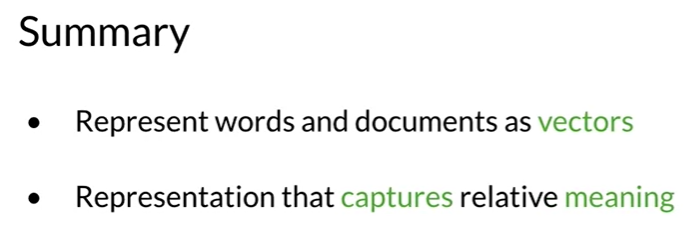 Summary
• Represent words and documents as vectors
• Representation that captures relative meaning